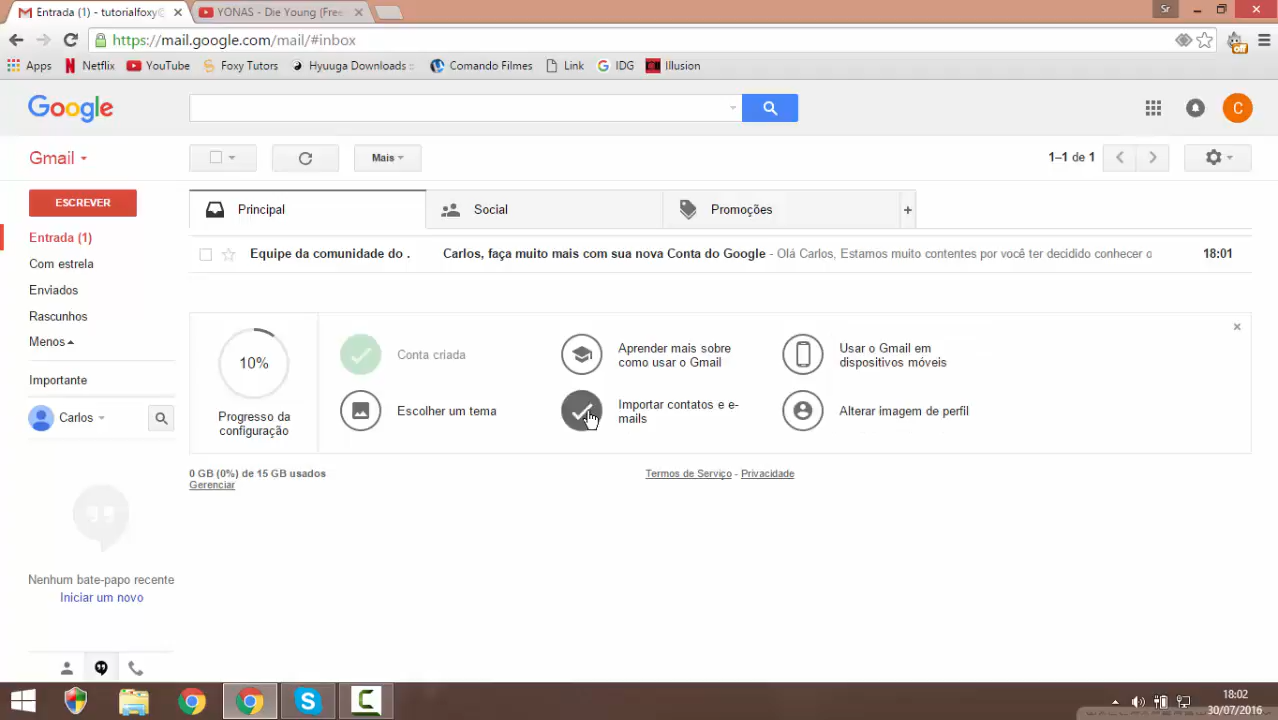 Entrada (1) - tutorialfoxy@
YONAS - Die Young (Free
Sr
https://mail.google.com/mail/#inbox
off
Apps
Netflix
YouTube
Foxy Tutors
Hyuuga Downloads
Comando Filmes
Link
IDG
Illusion
Google
C
Gmail
Mais
1–1 de 1
ESCREVER
Principal
Social
Promoções
+
Entrada (1)
Com estrela
Enviados
Rascunhos
Menos
Importante
Carlos
Equipe da comunidade do .
Carlos, faça muito mais com sua nova Conta do Google - Olá Carlos, Estamos muito contentes por você ter decidido conhecer o
18:01
10%
Progresso da
configuração
Conta criada
Aprender mais sobre
como usar o Gmail
Usar o Gmail em
dispositivos móveis
Escolher um tema
Importar contatos e e-
mails
Alterar imagem de perfil
0 GB (0%) de 15 GB usados
Gerenciar
Termos de Serviço - Privacidade
Nenhum bate-papo recente
Iniciar um novo
18:02
30/07/2016